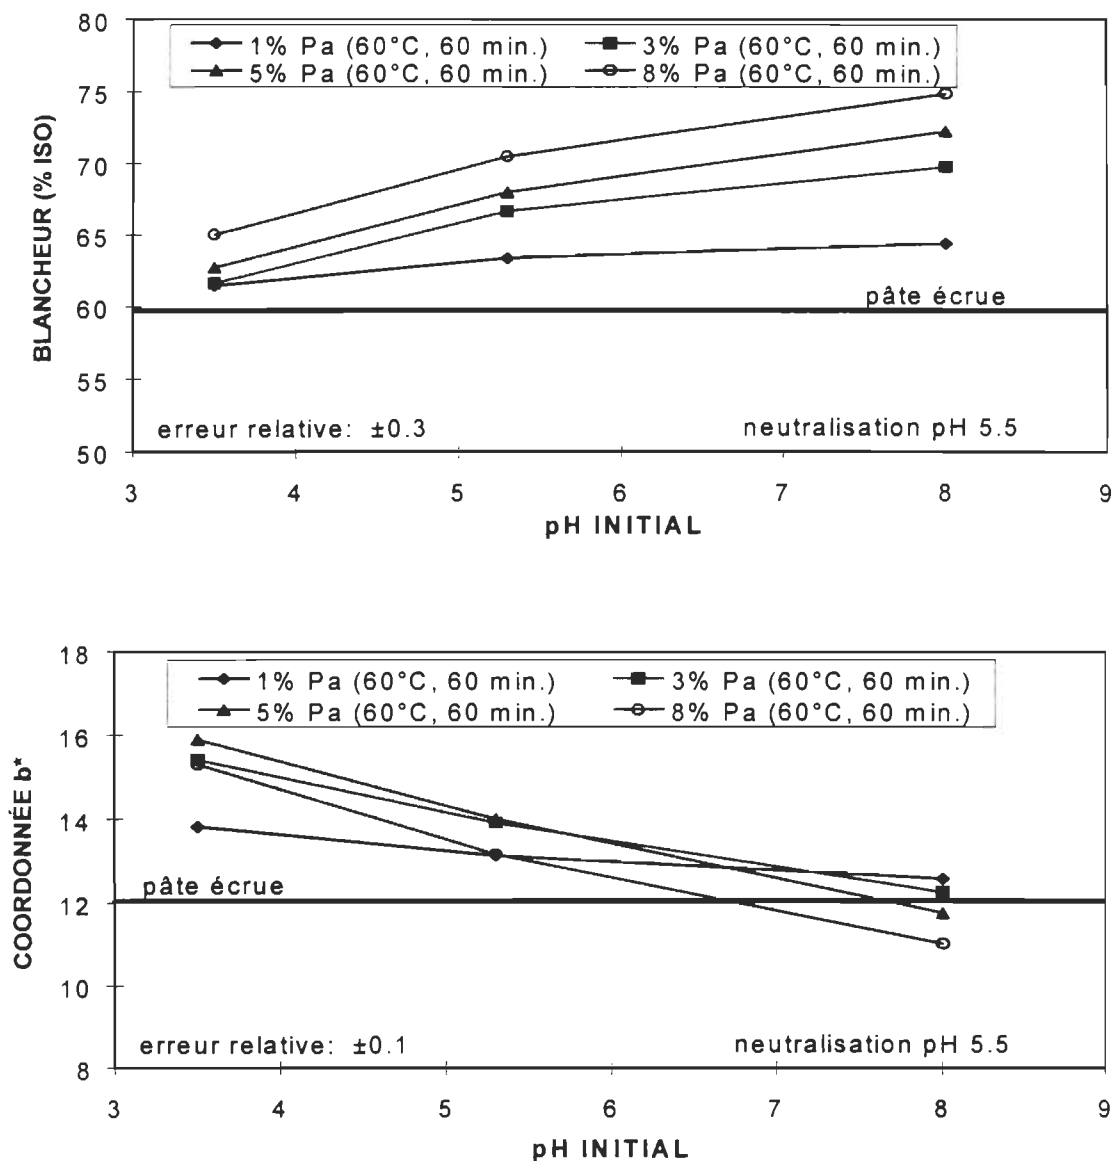 80
1% Pa (60°C, 60 min.) 3% Pa (60°C, 60 min.)
5% Pa (60°C, 60 min.) 8% Pa (60°C, 60 min.)
75
70
65
60
55
50
BLANCHEUR (% ISO)
pâte écrue
erreur relative: ±0.3 neutralisation pH 5.5
3 4 5 6 7 8 9
pH INITIAL
18
1% Pa (60°C, 60 min.) 3% Pa (60°C, 60 min.)
5% Pa (60°C, 60 min.) 8% Pa (60°C, 60 min.)
16
14
12
10
8
COORDONNÉE b*
pâte écrue
erreur relative: ±0.1 neutralisation pH 5.5
3 4 5 6 7 8 9
pH INITIAL